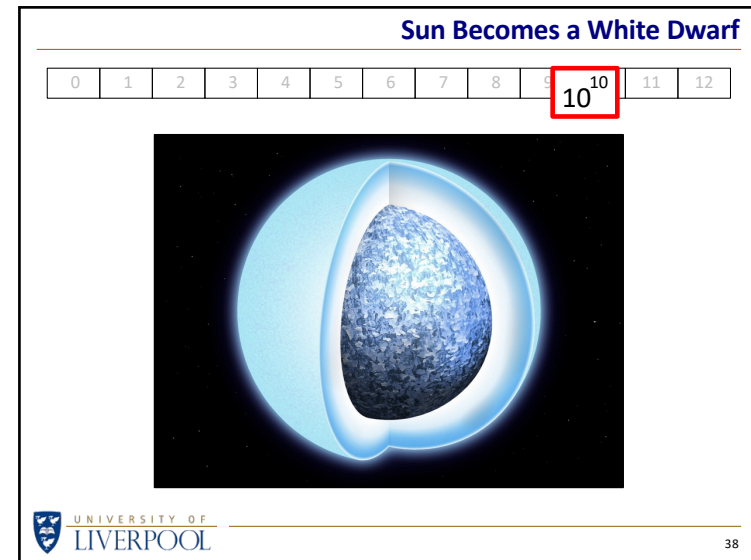 Sun Becomes a White Dwarf
0 1 2 3 4 5 6 7 8 9 10^10 11 12
UNIVERSITY OF
LIVERPOOL
38